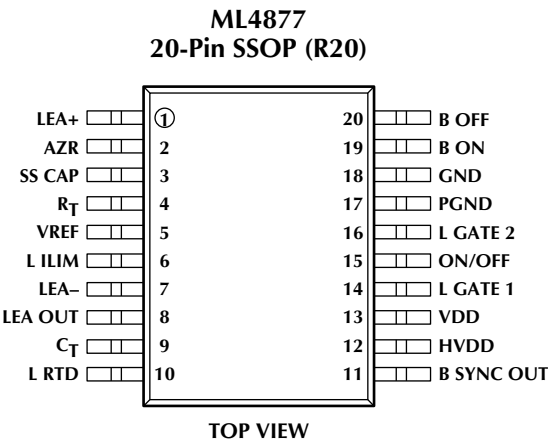 ML4877
20-Pin SSOP (R20)
LEA+ 1 20 B OFF
AZR 2 19 B ON
SS CAP 3 18 GND
RT 4 17 PGND
VREF 5 16 L GATE 2
L ILIM 6 15 ON/OFF
LEA– 7 14 L GATE 1
LEA OUT 8 13 VDD
CT 9 12 HVDD
L RTD 10 11 B SYNC OUT
TOP VIEW